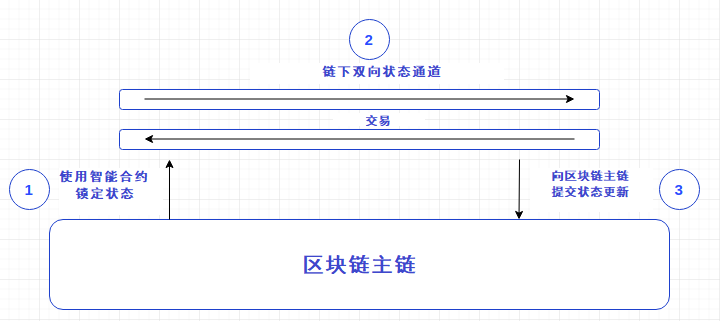 2
链下双向状态通道
交易
1
使用智能合约
锁定状态
向区块链主链
提交状态更新
3
区块链主链